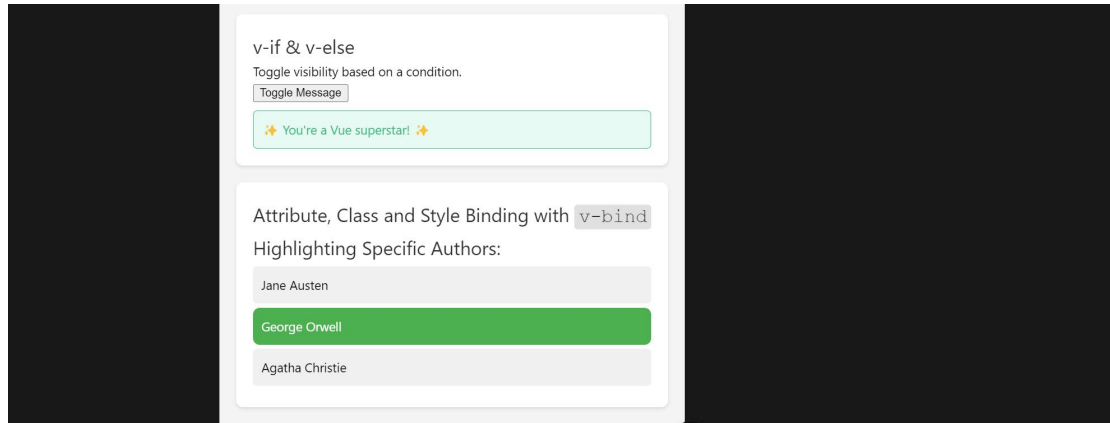 v-if & v-else
Toggle visibility based on a condition.
Toggle Message
✨ You're a Vue superstar! ✨
Attribute, Class and Style Binding with v-bind
Highlighting Specific Authors:
Jane Austen
George Orwell
Agatha Christie